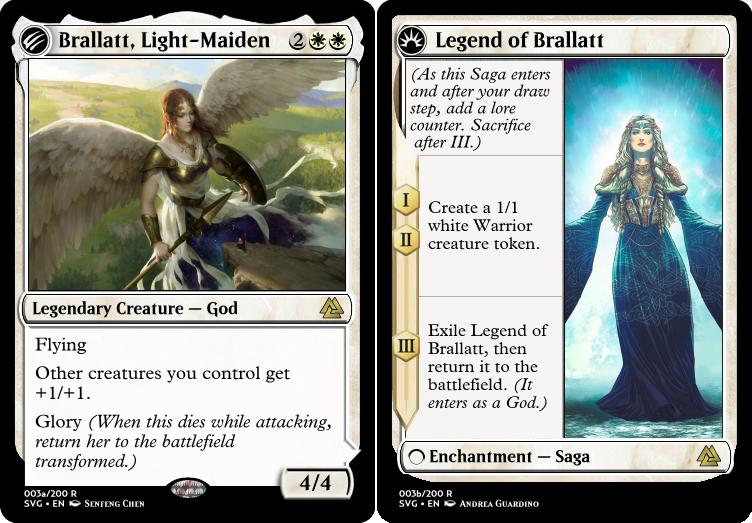 Brallatt, Light-Maiden 2
Legendary Creature — God
Flying
Other creatures you control get
+1/+1.
Glory (When this dies while attacking,
return her to the battlefield
transformed.)
4/4
003a/200 R
SVG • EN Senfeng Chen
Legend of Brallatt
(As this Saga enters
and after your draw
step, add a lore
counter. Sacrifice
after III.)
I
II
Create a 1/1
white Warrior
creature token.
III
Exile Legend of
Brallatt, then
return it to the
battlefield. (It
enters as a God.)
Enchantment — Saga
003b/200 R
SVG • EN Andrea Guardino